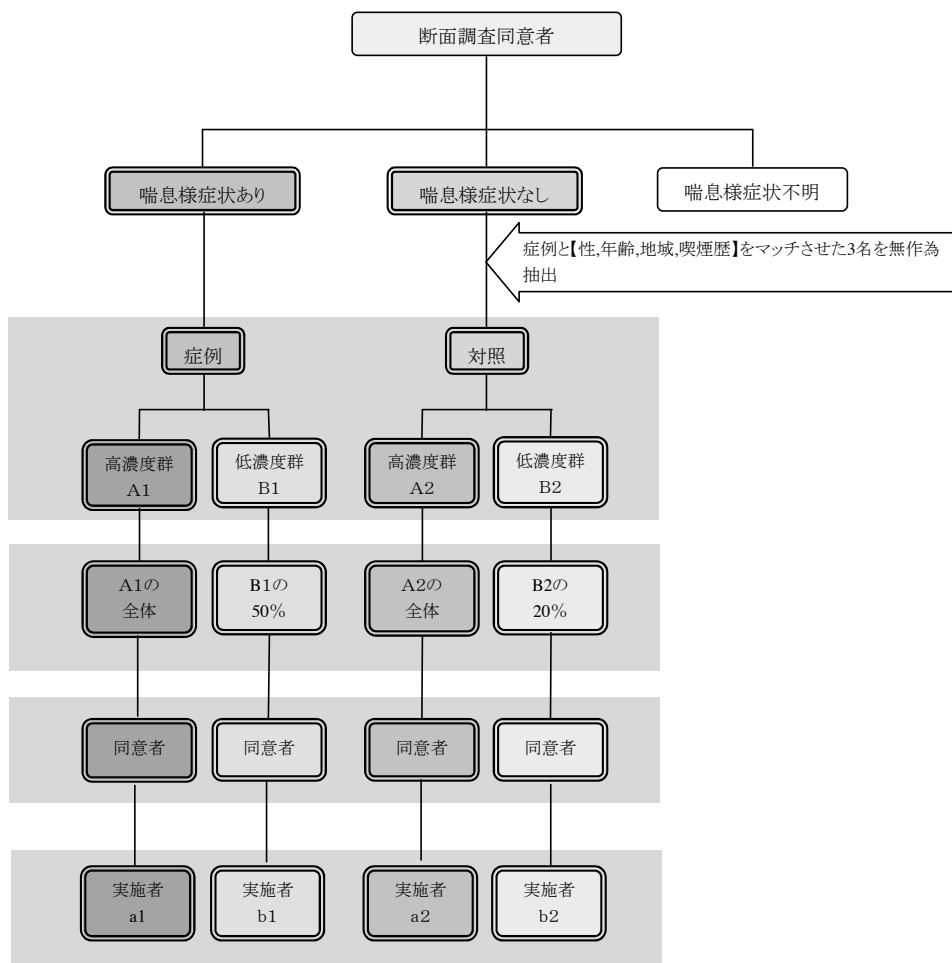 断面調査同意者
喘息様症状あり
喘息様症状なし
喘息様症状不明
症例と【性,年齢,地域,喫煙歴】をマッチさせた3名を無作為
抽出
症例
対照
高濃度群
A1
低濃度群
B1
高濃度群
A2
低濃度群
B2
A1の
全体
B1の
50%
A2の
全体
B2の
20%
同意者
同意者
同意者
同意者
実施者
a1
実施者
b1
実施者
a2
実施者
b2